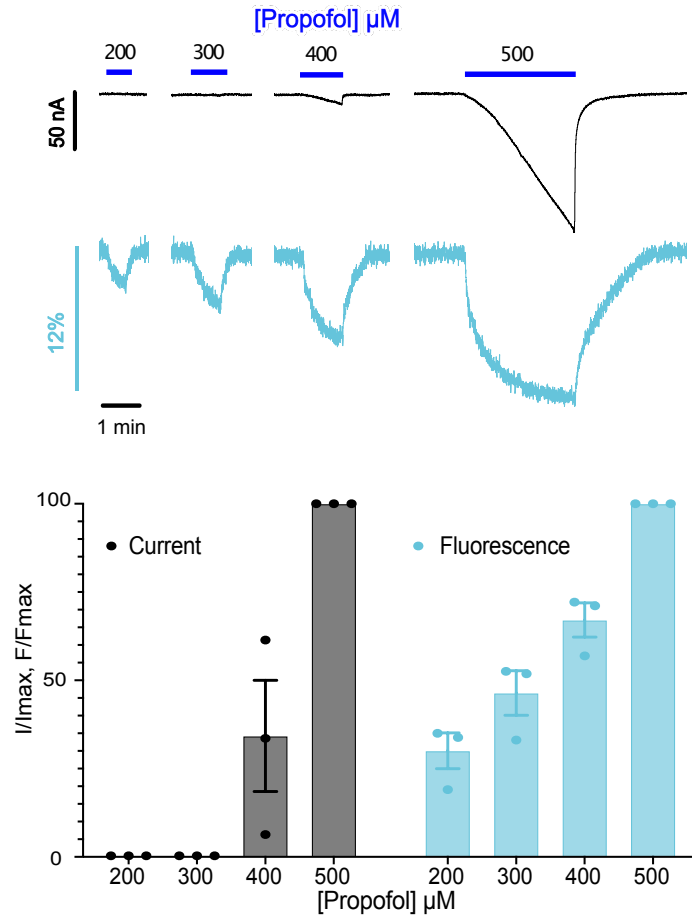 [Propofol] µM
200 300 400 500
50 nA
12%
1 min
100
Current
Fluorescence
I/Imax, F/Fmax
50
0
200 300 400 500 200 300 400 500
[Propofol] µM